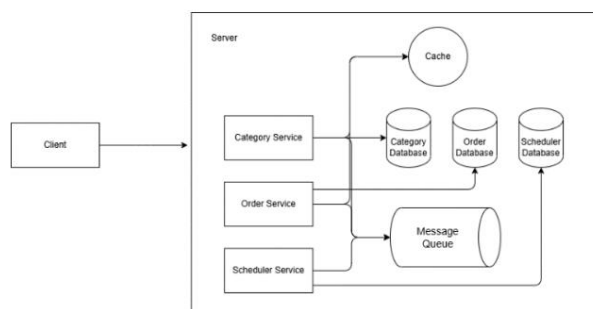 Server
Cache
Category Service
Category
Database
Order
Database
Scheduler
Database
Client
Order Service
Message
Queue
Scheduler Service